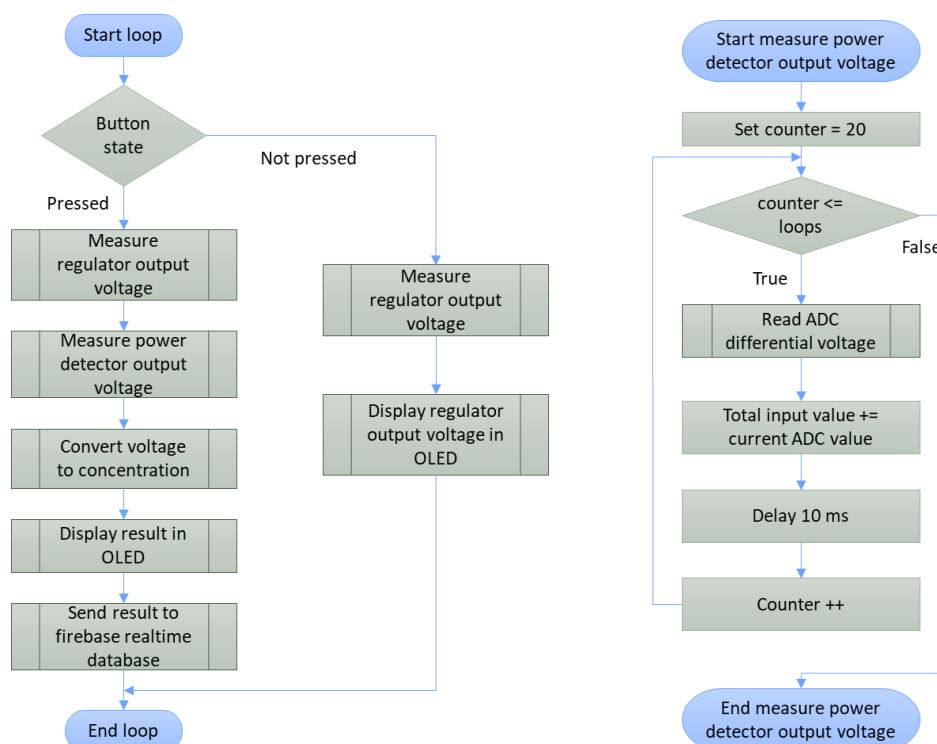 Start loop
Button
state
Not pressed
Pressed
Measure
regulator output
voltage
Measure power
detector output
voltage
Convert voltage
to concentration
Display result in
OLED
Send result to
firebase realtime
database
End loop
Measure
regulator output
voltage
Display regulator
output voltage in
OLED
Start measure power
detector output voltage
Set counter = 20
counter <=
loops
False
True
Read ADC
differential voltage
Total input value +=
current ADC value
Delay 10 ms
Counter ++
End measure power
detector output voltage